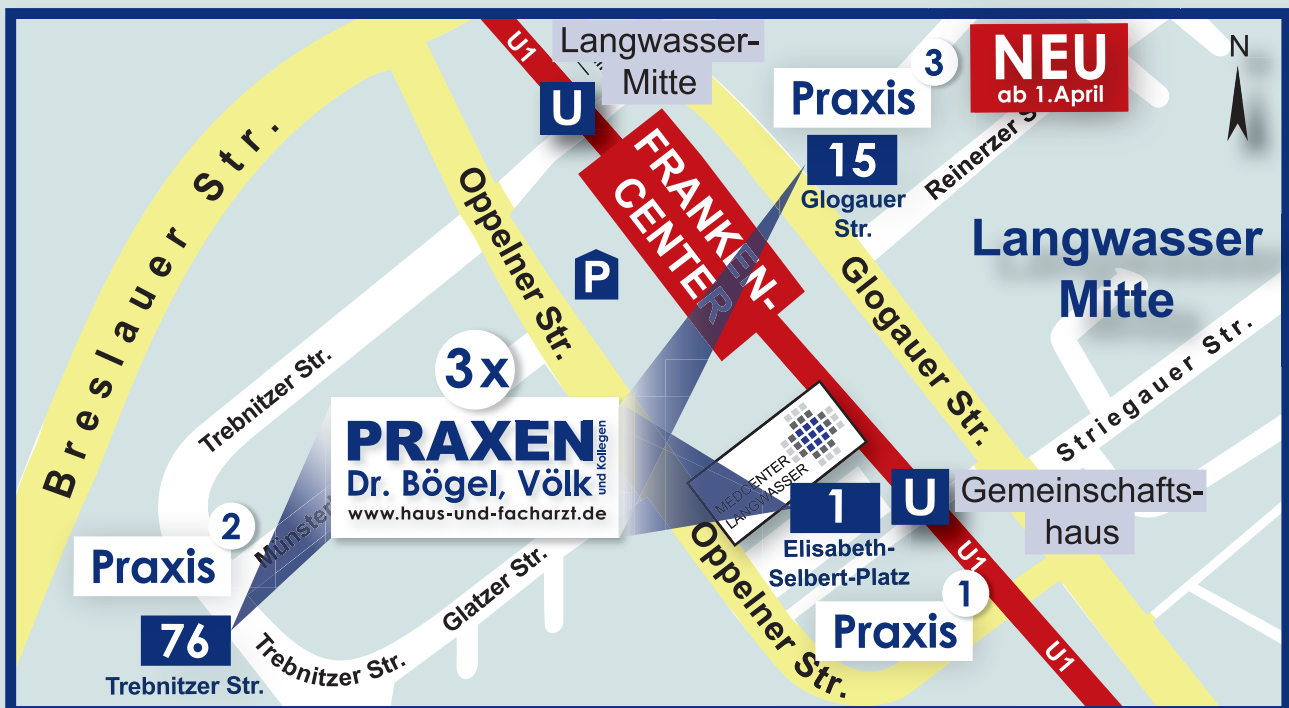 U1
Langwasser-
Mitte
U
Praxis
3
NEU
ab 1.April
N
15
Glogauer
Str.
Reinerzer S
Breslauer Str.
Oppelner Str.
FRANKEN-
CENTER
P
Glogauer Str.
Langwasser
Mitte
Trebnitzer Str.
3x
PRAXEN
Dr. Bögel, Völk
und Kollegen
www.haus-und-facharzt.de
Striegauer Str.
MEDCENTER
LANGWASSER
1
Elisabeth-
Selbert-Platz
U
Gemeinschafts-
haus
U1
Praxis
1
Oppelner Str.
U1
Praxis
2
Münster
Glatzer Str.
76
Trebnitzer Str.
Trebnitzer Str.